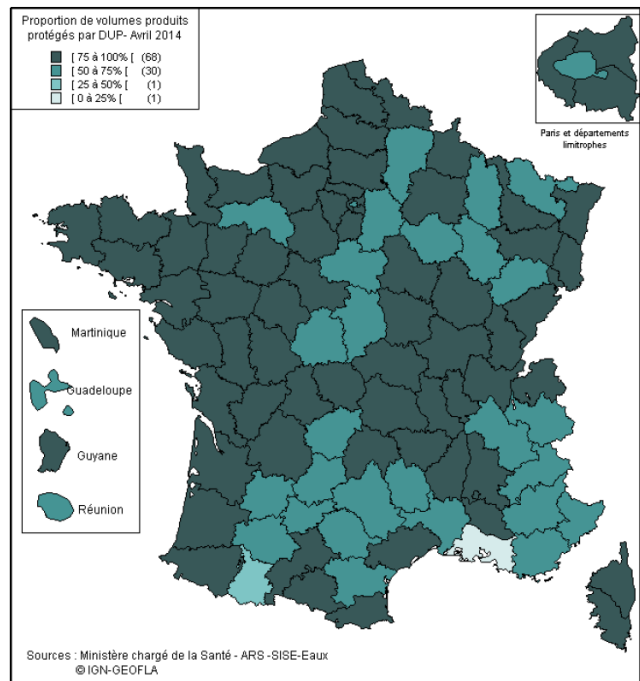 Proportion de volumes produits
protégés par DUP- Avril 2014
[ 75 à 100% [ (68)
[ 50 à 75% [ (30)
[ 25 à 50% [ (1)
[ 0 à 25% [ (1)
Paris et départements
limitrophes
Martinique
Guadeloupe
Guyane
Réunion
Sources : Ministère chargé de la Santé - ARS -SISE-Eaux
© IGN-GEOFLA